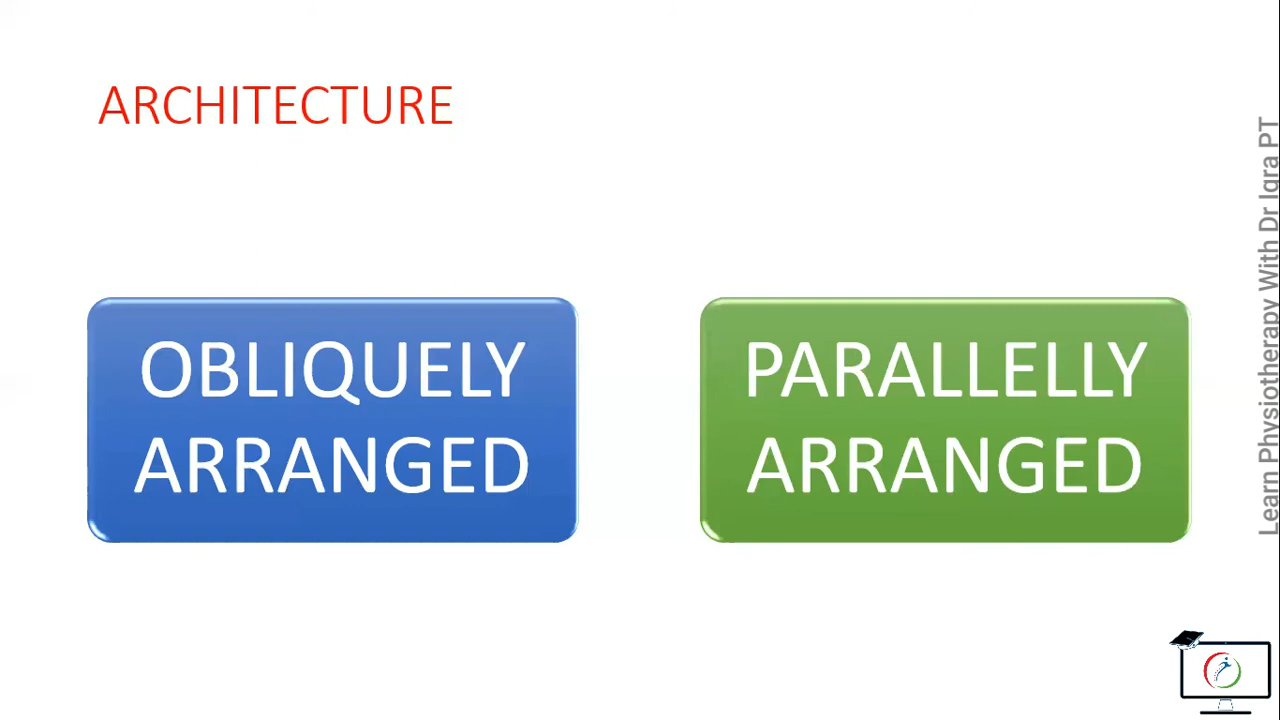 ARCHITECTURE
OBLIQUELY
ARRANGED
PARALLELLY
ARRANGED
Learn Physiotherapy With Dr Iqra PT